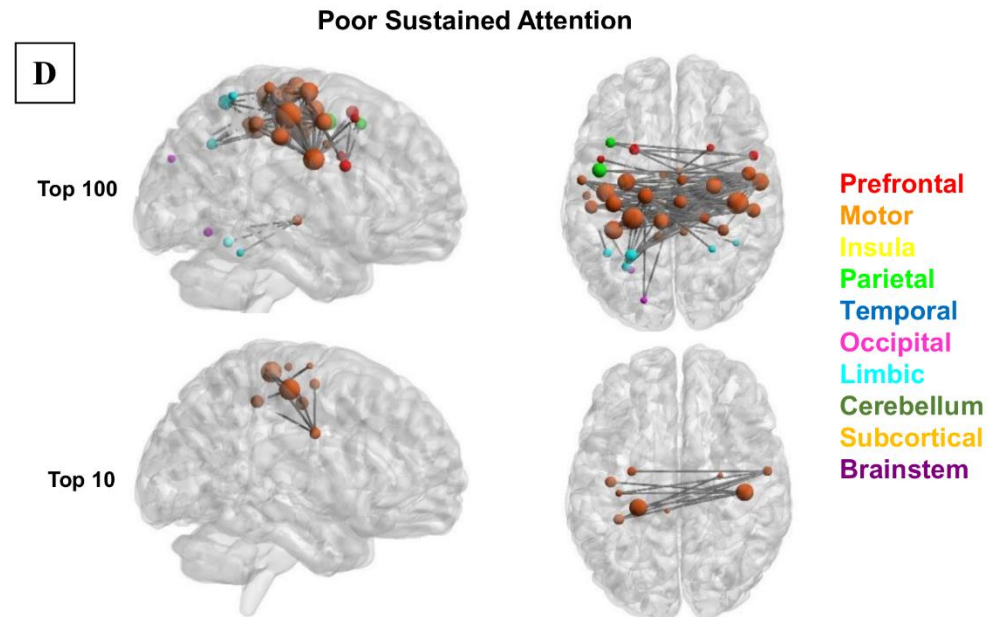 Poor Sustained Attention
D
Top 100
Top 10
Prefrontal
Motor
Insula
Parietal
Temporal
Occipital
Limbic
Cerebellum
Subcortical
Brainstem